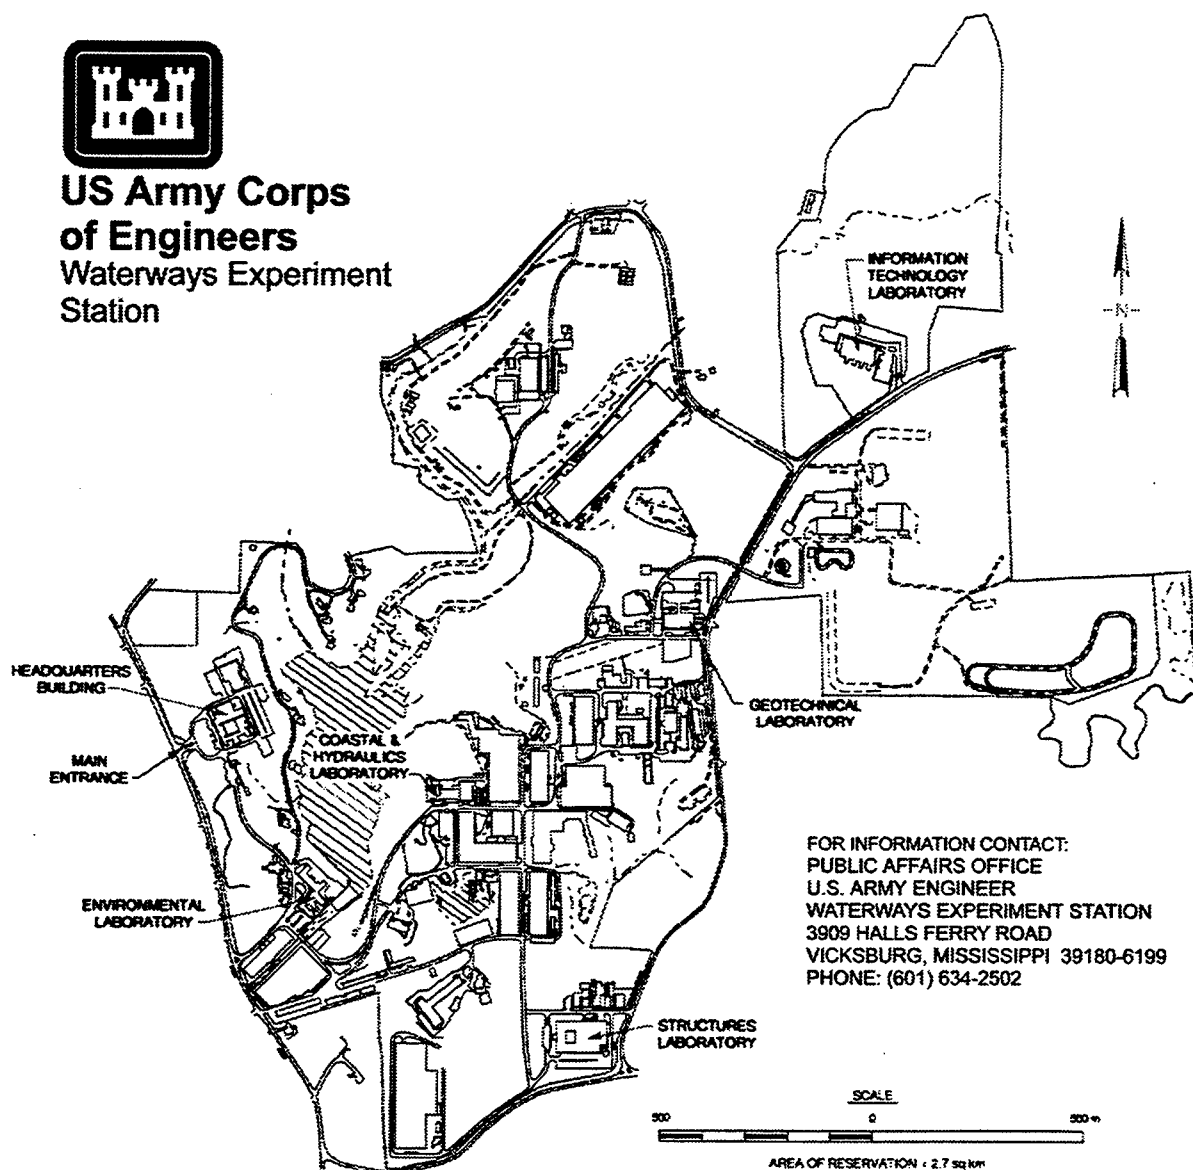 US Army Corps
of Engineers
Waterways Experiment
Station
INFORMATION
TECHNOLOGY
LABORATORY
N
HEADQUARTERS
BUILDING
MAIN
ENTRANCE
COASTAL &
HYDRAULICS
LABORATORY
GEOTECHNICAL
LABORATORY
ENVIRONMENTAL
LABORATORY
FOR INFORMATION CONTACT:
PUBLIC AFFAIRS OFFICE
U.S. ARMY ENGINEER
WATERWAYS EXPERIMENT STATION
3909 HALLS FERRY ROAD
VICKSBURG, MISSISSIPPI 39180-6199
PHONE: (601) 634-2502
STRUCTURES
LABORATORY
SCALE
500 0 500 m
AREA OF RESERVATION : 2.7 sq km